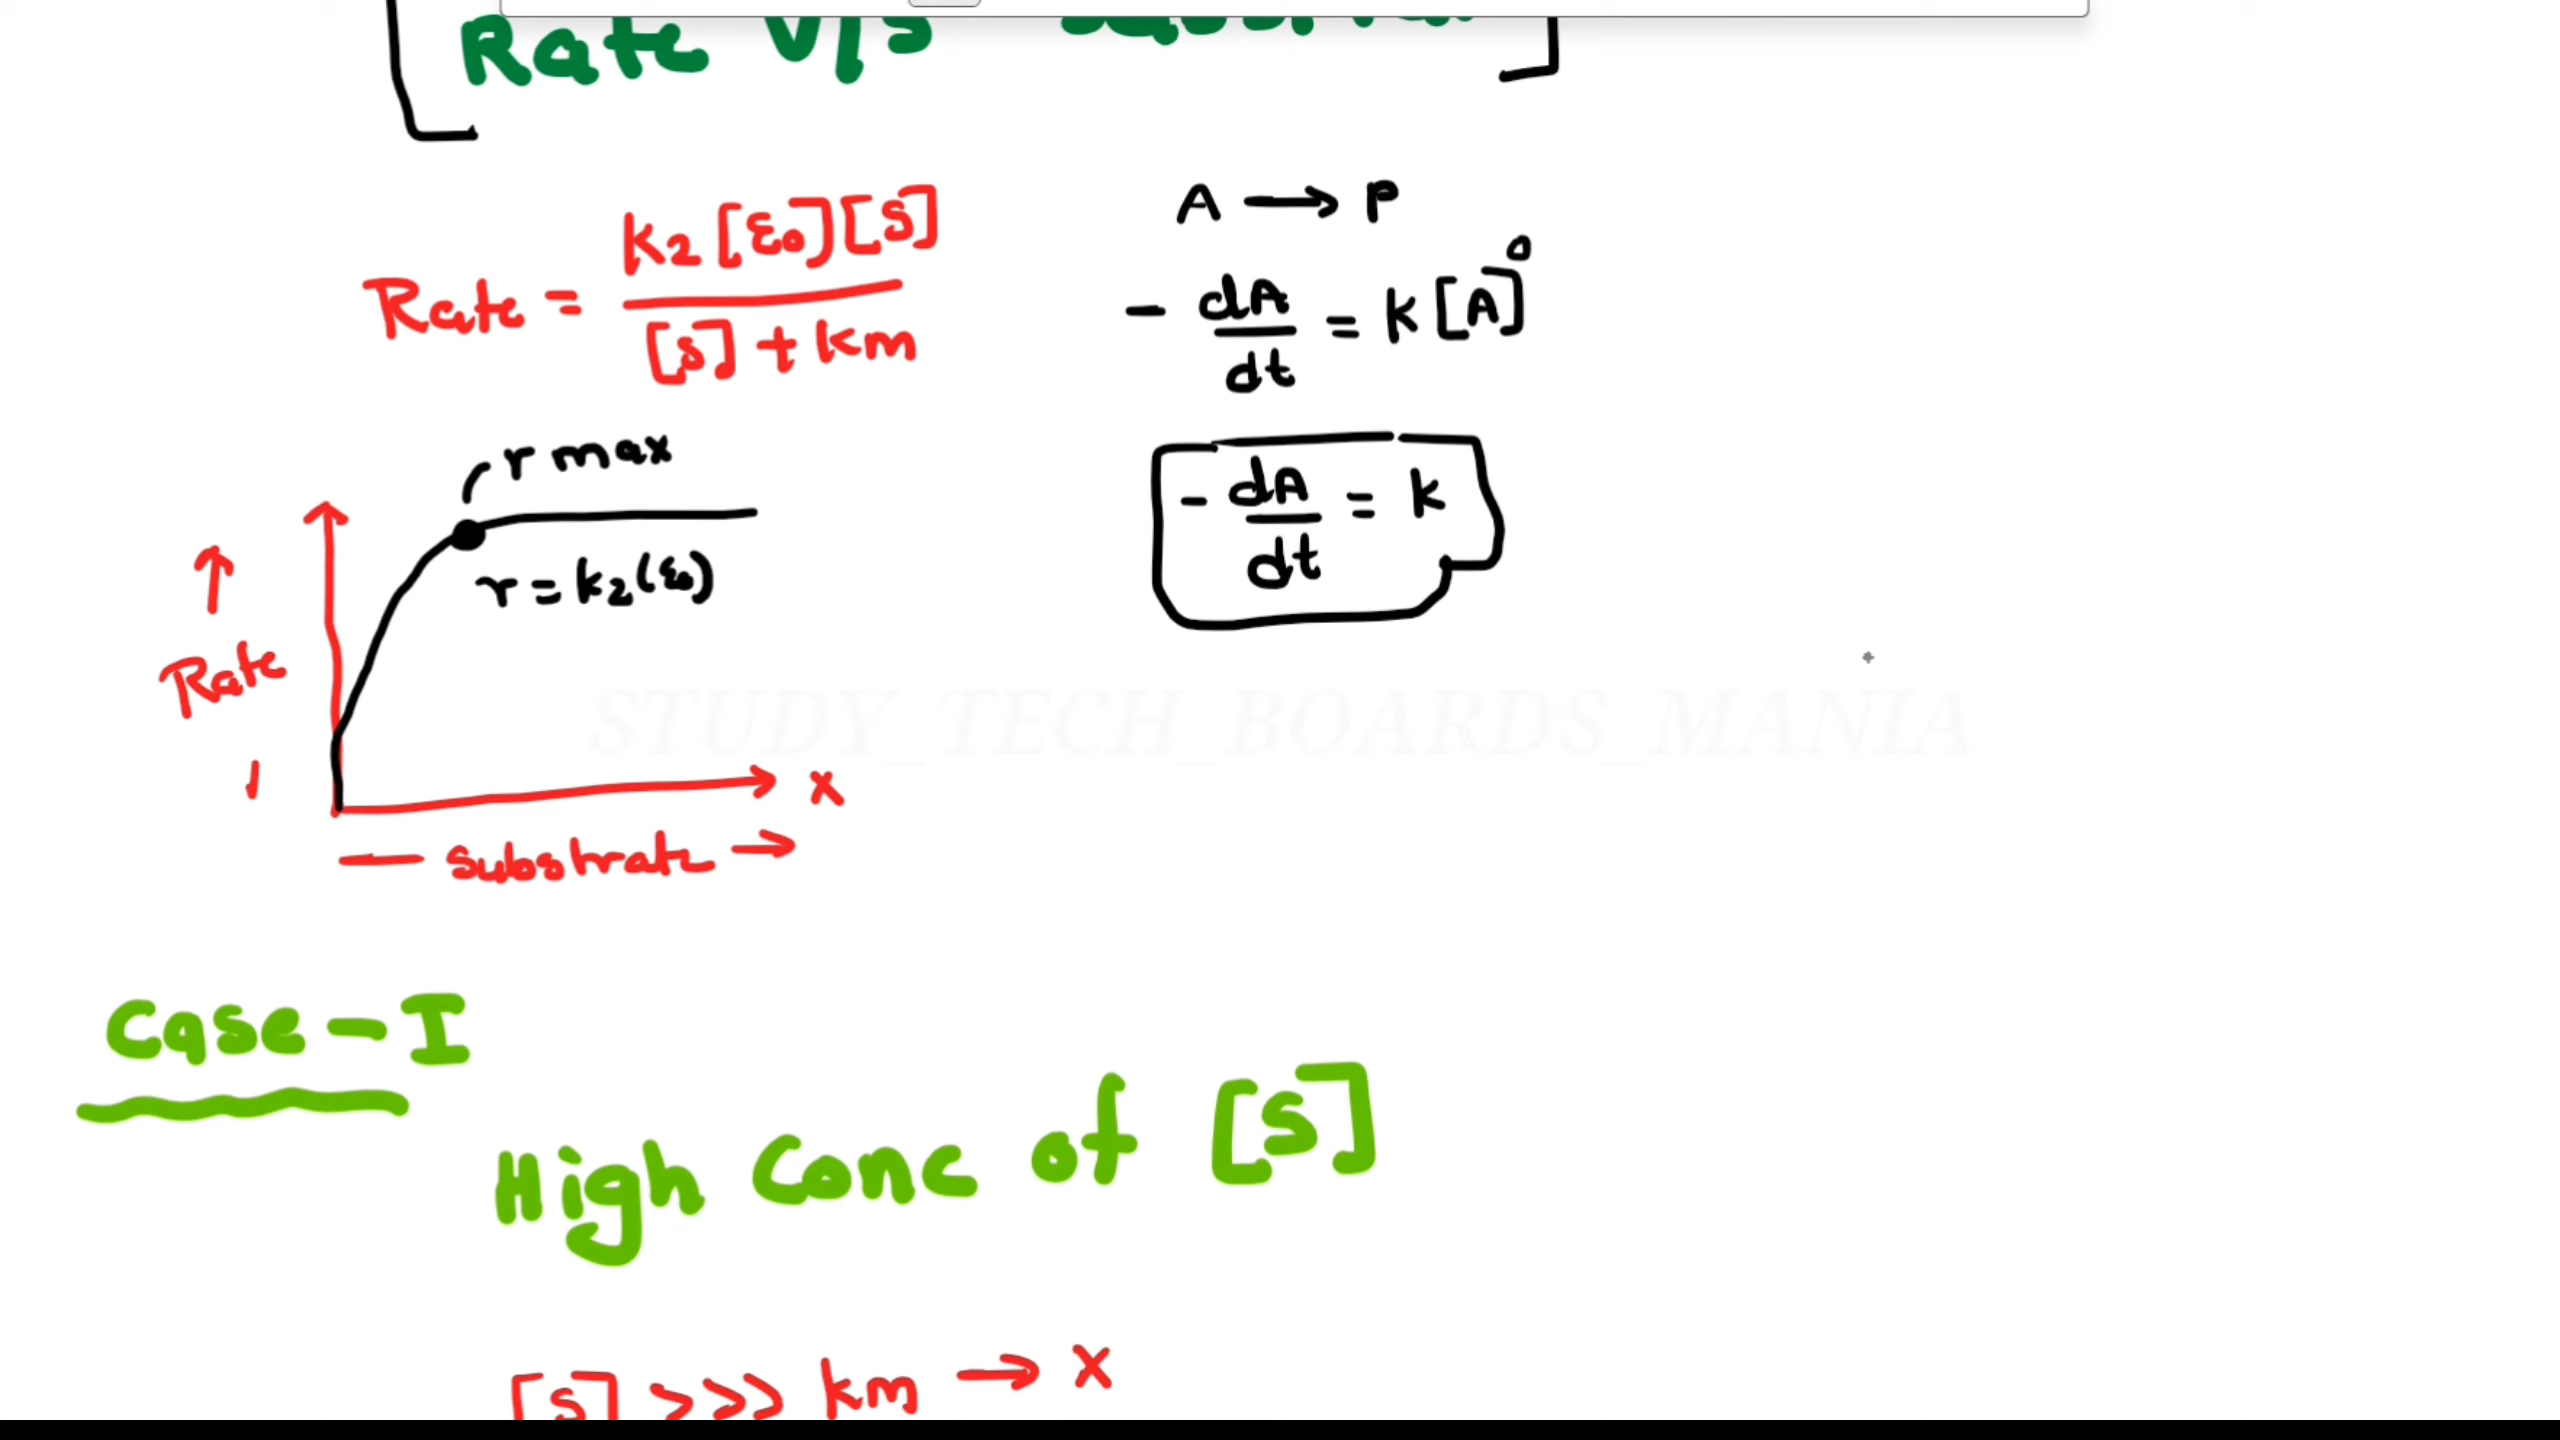 Rate v/s
Rate = k2[E0][S] / [S] + km
A → P
- dA/dt = k[A]^0
- dA/dt = k
r max
r = k2(E0)
↑
Rate
x
— Substrate →
STUDY_TECH_BOARDS_MANIA
Case - I
High Conc of [S]
[S] >>> km → x